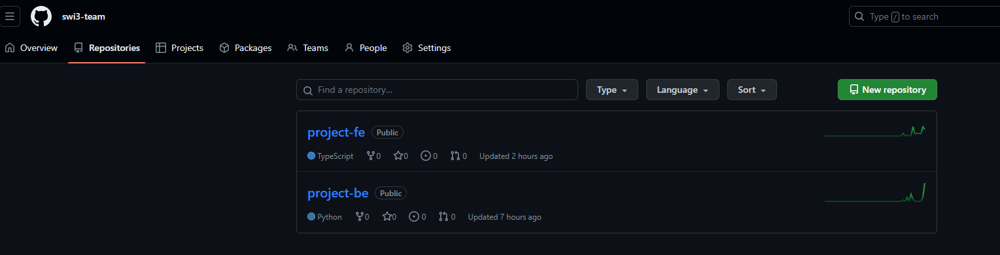 swi3-team
Type / to search
Overview Repositories Projects Packages Teams People Settings
Find a repository... Type Language Sort New repository
project-fe Public
TypeScript 0 0 0 0 Updated 2 hours ago
project-be Public
Python 0 0 0 0 Updated 7 hours ago